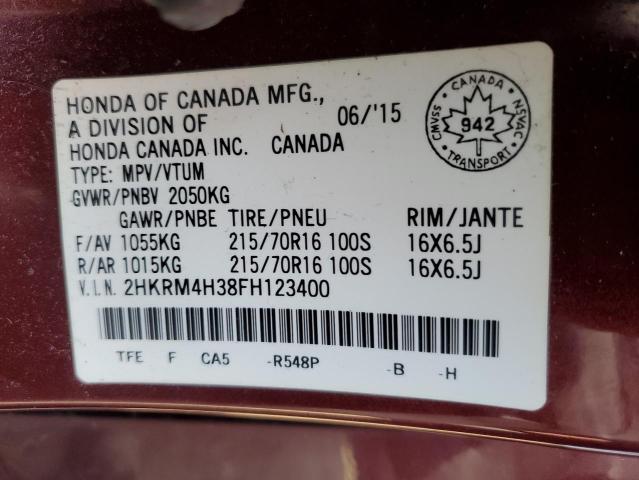 HONDA OF CANADA MFG.,
A DIVISION OF 06/'15
HONDA CANADA INC. CANADA
TYPE: MPV/VTUM
GVWR/PNBV 2050KG
GAWR/PNBE TIRE/PNEU RIM/JANTE
F/AV 1055KG 215/70R16 100S 16X6.5J
R/AR 1015KG 215/70R16 100S 16X6.5J
V.I.N. 2HKRM4H38FH123400
TFE F CA5 -R548P -B -H
CANADA
CMVSS 942 NSVAC
TRANSPORT